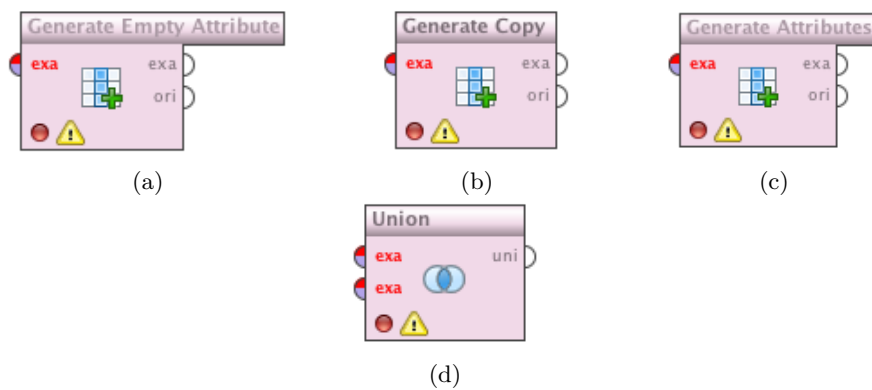 Generate Empty Attribute
exa exa
ori
(a)
Generate Copy
exa exa
ori
(b)
Generate Attributes
exa exa
ori
(c)
Union
exa uni
exa
(d)